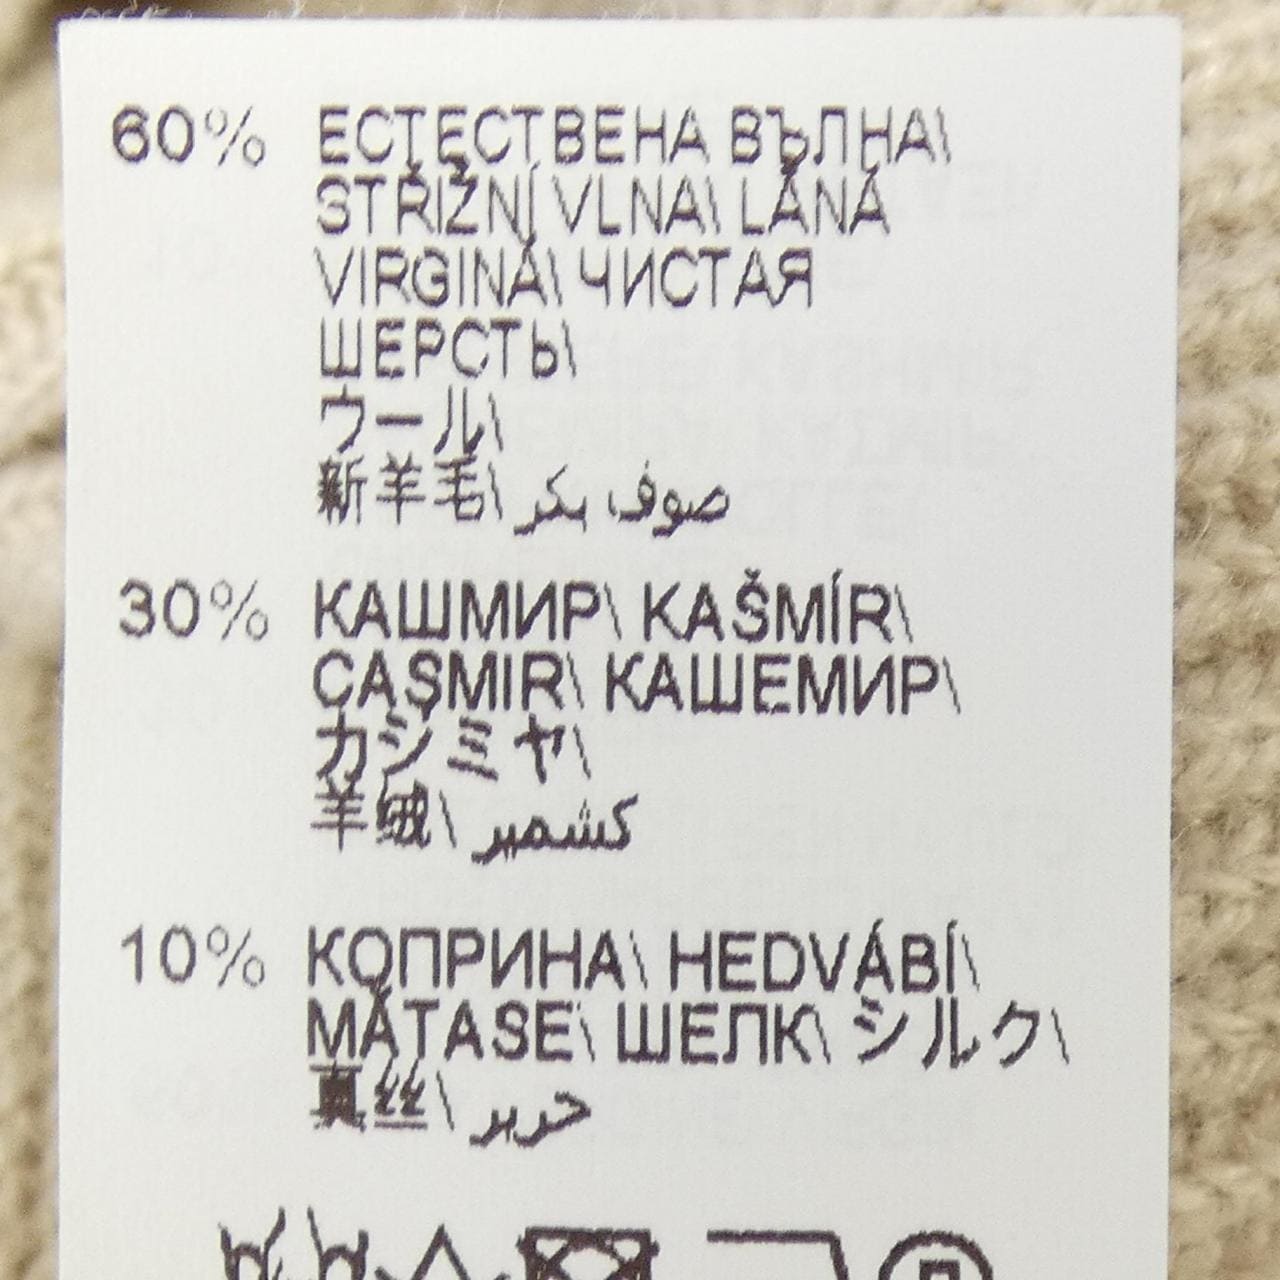 60% ЕСТЕСТВЕНА ВЪЛНА\
STŘIŽNÍ VLNA\ LÂNĂ
VIRGINĂ\ ЧИСТАЯ
ШЕРСТЬ\
ウール\
新羊毛\ صوف بكر
30% КАШМИР\ KAŠMÍR\
CAȘMIR\ КАШЕМИР\
カシミヤ\
羊绒\ كشمير
10% КОПРИНА\ HEDVÁBÍ\
MĂTASE\ ШЕЛК\ シルク\
真丝\ حرير